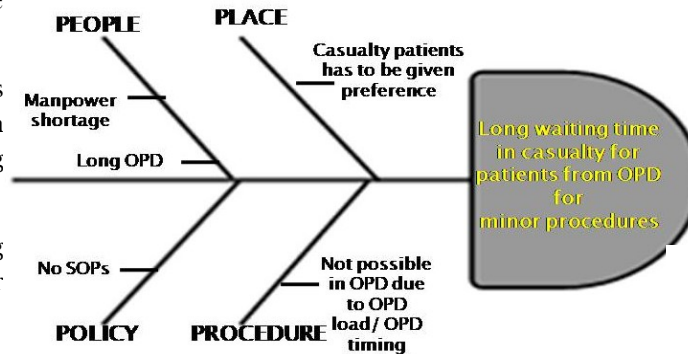 PEOPLE
PLACE
Manpower
shortage
Long OPD
Casualty patients
has to be given
preference
Long waiting time
in casualty for
patients from OPD
for
minor procedures
No SOPs
Not possible
in OPD due
to OPD
load/ OPD
timing
POLICY
PROCEDURE